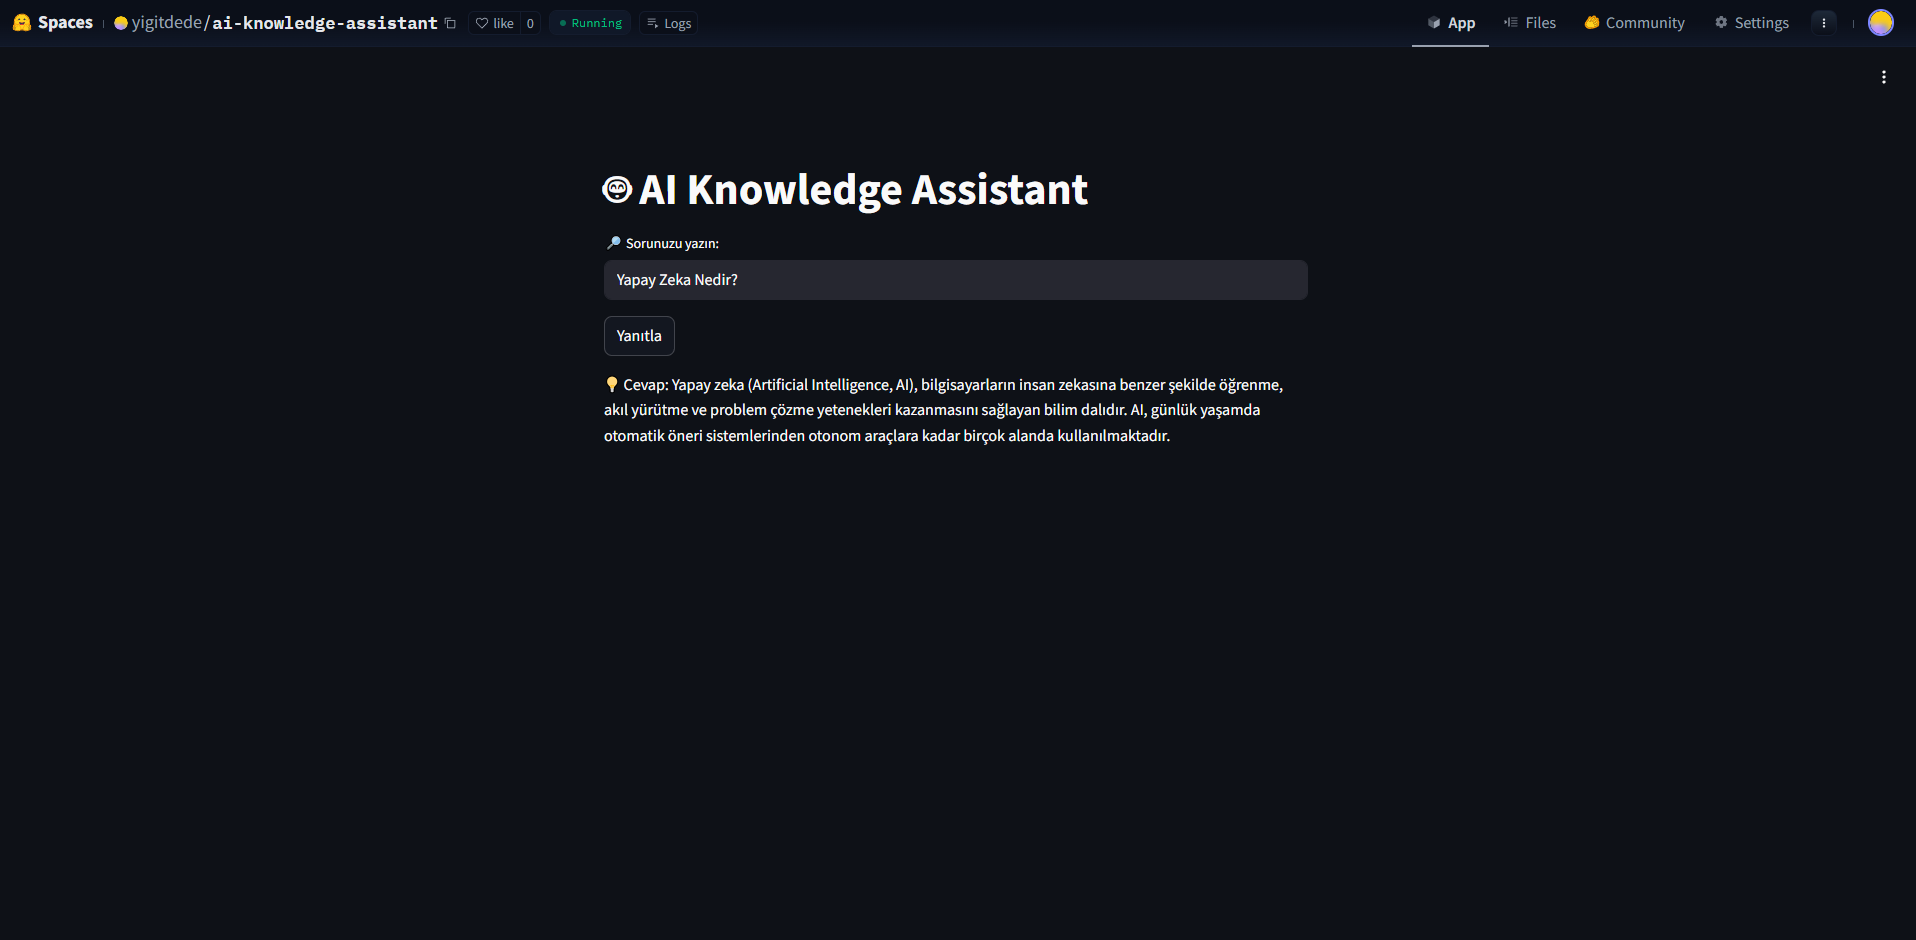 Spaces
yigitdede/ai-knowledge-assistant
like 0
Running
Logs
App
Files
Community
Settings
AI Knowledge Assistant
Sorunuzu yazın:
Yapay Zeka Nedir?
Yanıtla
Cevap: Yapay zeka (Artificial Intelligence, AI), bilgisayarların insan zekasına benzer şekilde öğrenme,
akıl yürütme ve problem çözme yetenekleri kazanmasını sağlayan bilim dalıdır. AI, günlük yaşamda
otomatik öneri sistemlerinden otonom araçlara kadar birçok alanda kullanılmaktadır.